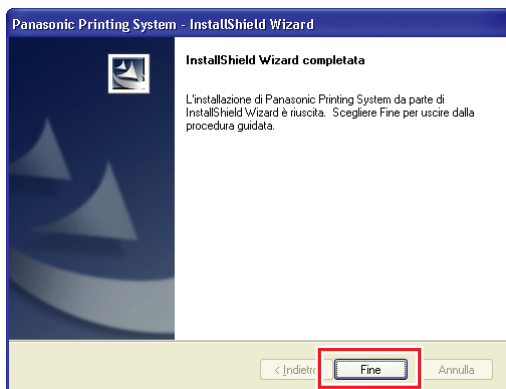 Panasonic Printing System - InstallShield Wizard
InstallShield Wizard completata
L'installazione di Panasonic Printing System da parte di
InstallShield Wizard è riuscita. Scegliere Fine per uscire dalla
procedura guidata.
< Indietro Fine Annulla